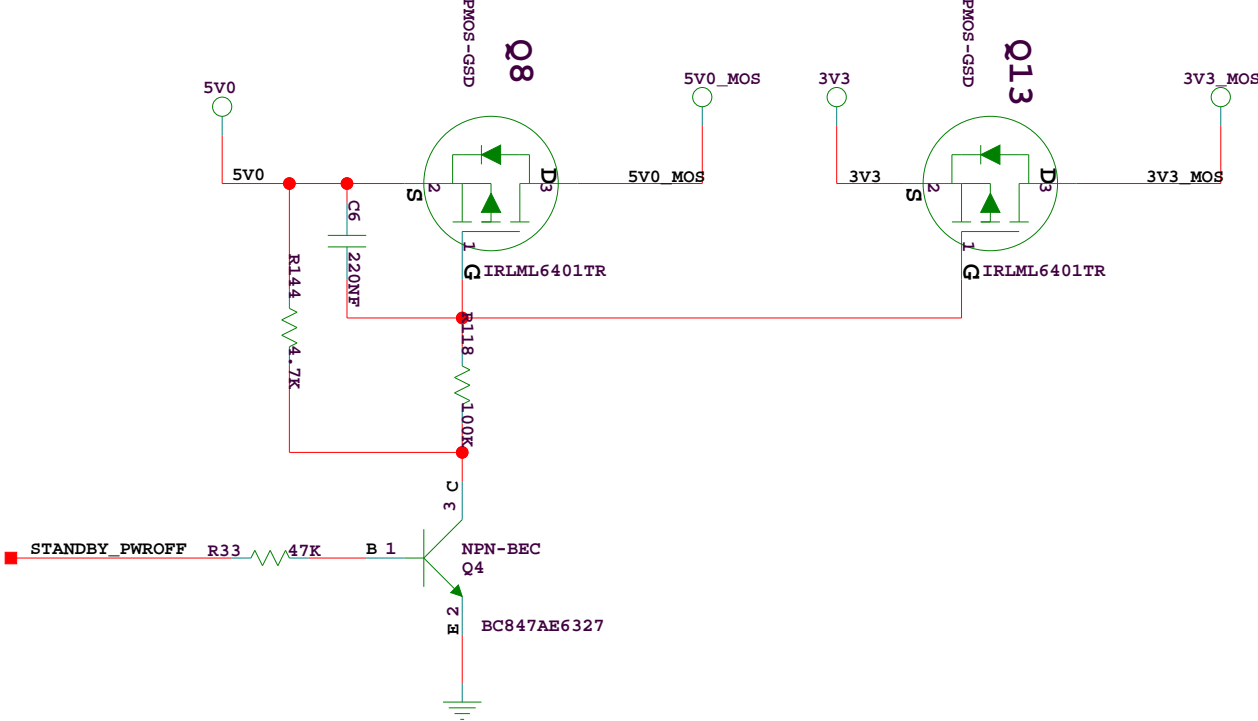 PMOS-GSD
Q8
PMOS-GSD
Q13
5V0
5V0_MOS
3V3
3V3_MOS
5V0
S
2
D
3
5V0_MOS
3V3
S
2
D
3
3V3_MOS
C6
220NF
1
G
IRLML6401TR
1
G
IRLML6401TR
R144
4.7K
R118
100K
C
3
STANDBY_PWROFF
R33
47K
B 1
NPN-BEC
Q4
E 2
BC847AE6327